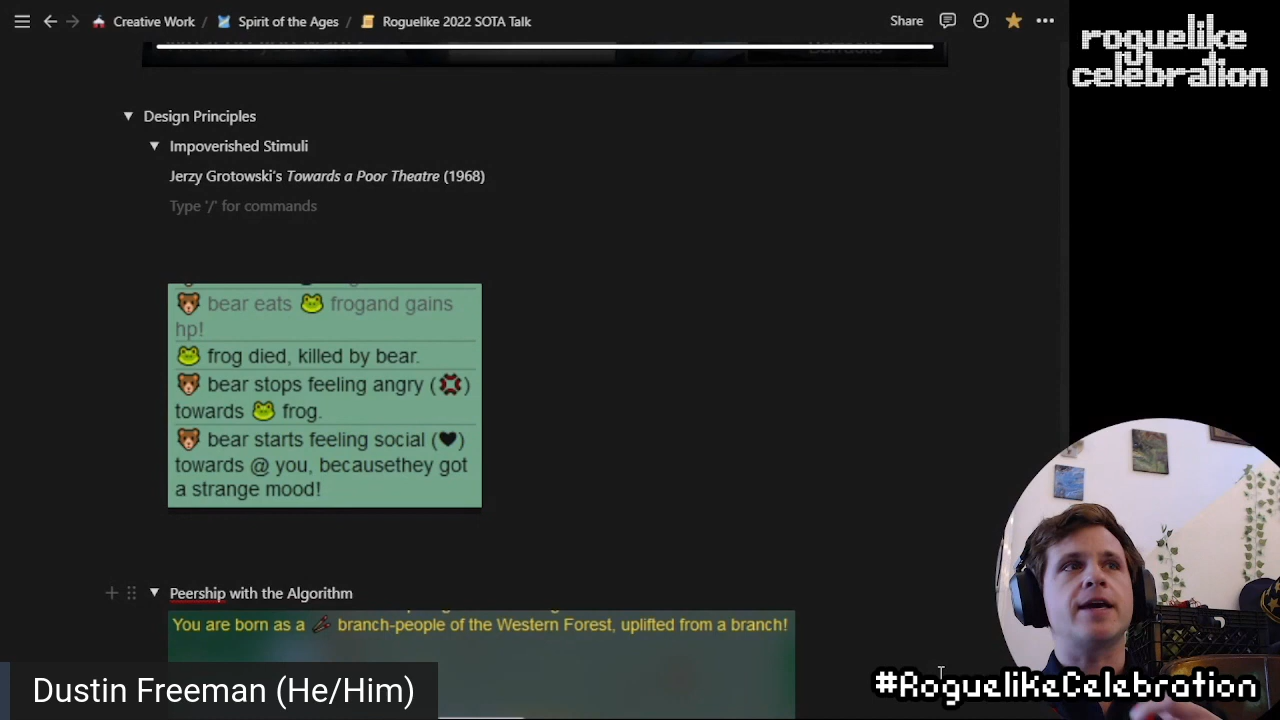 Creative Work / Spirit of the Ages / Roguelike 2022 SOTA Talk
Share
roguelike
celebration
Design Principles
Impoverished Stimuli
Jerzy Grotowski's Towards a Poor Theatre (1968)
Type '/' for commands
bear eats 🐸 frogand gains
hp!
🐸 frog died, killed by bear.
🐻 bear stops feeling angry (💢)
towards 🐸 frog.
🐻 bear starts feeling social (♥)
towards @ you, becausethey got
a strange mood!
Peership with the Algorithm
You are born as a branch-people of the Western Forest, uplifted from a branch!
Dustin Freeman (He/Him)
#RoguelikeCelebration